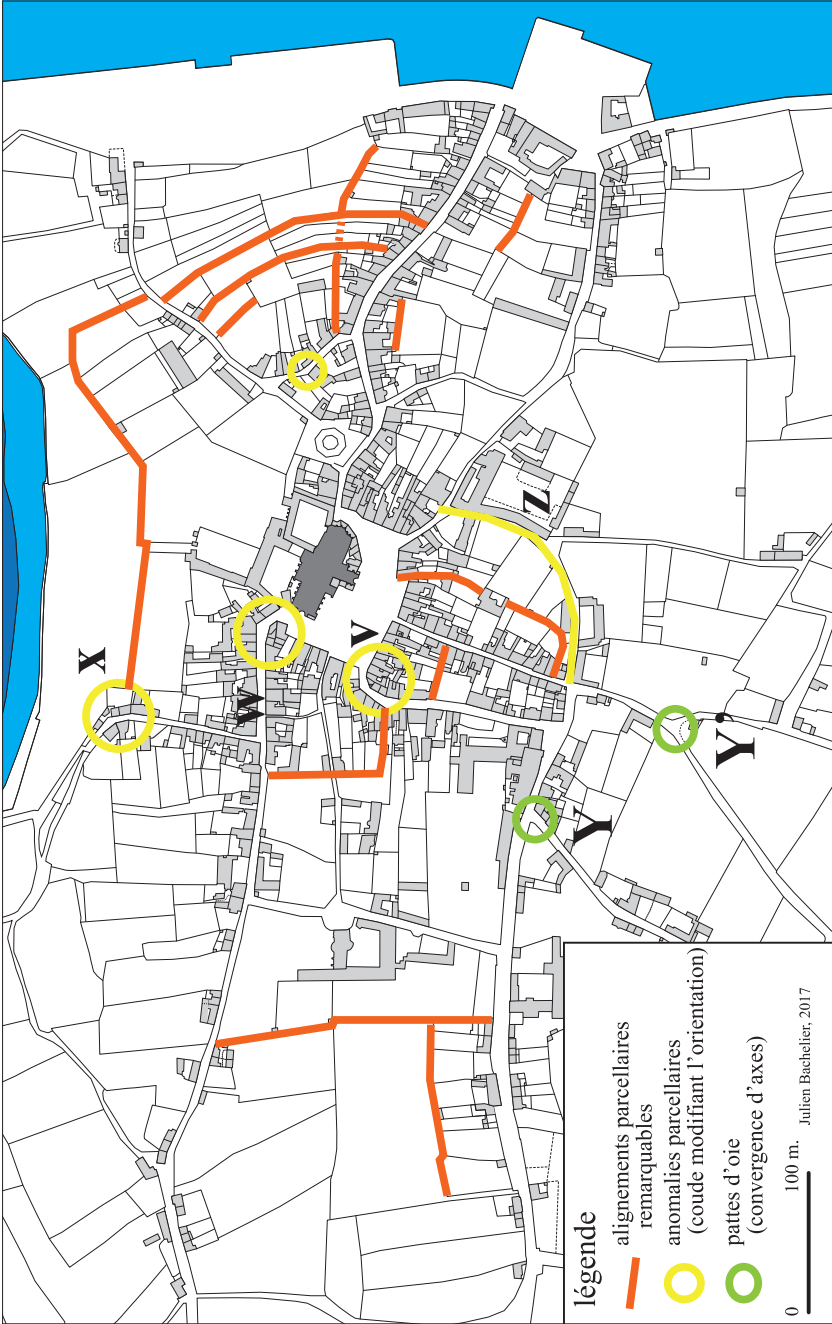 X
W
V
Z
Y
Y’
légende
alignements parcellaires
remarquables
anomalies parcellaires
(coude modifiant l’orientation)
pattes d’oie
(convergence d’axes)
0 100 m. Julien Bachelier, 2017